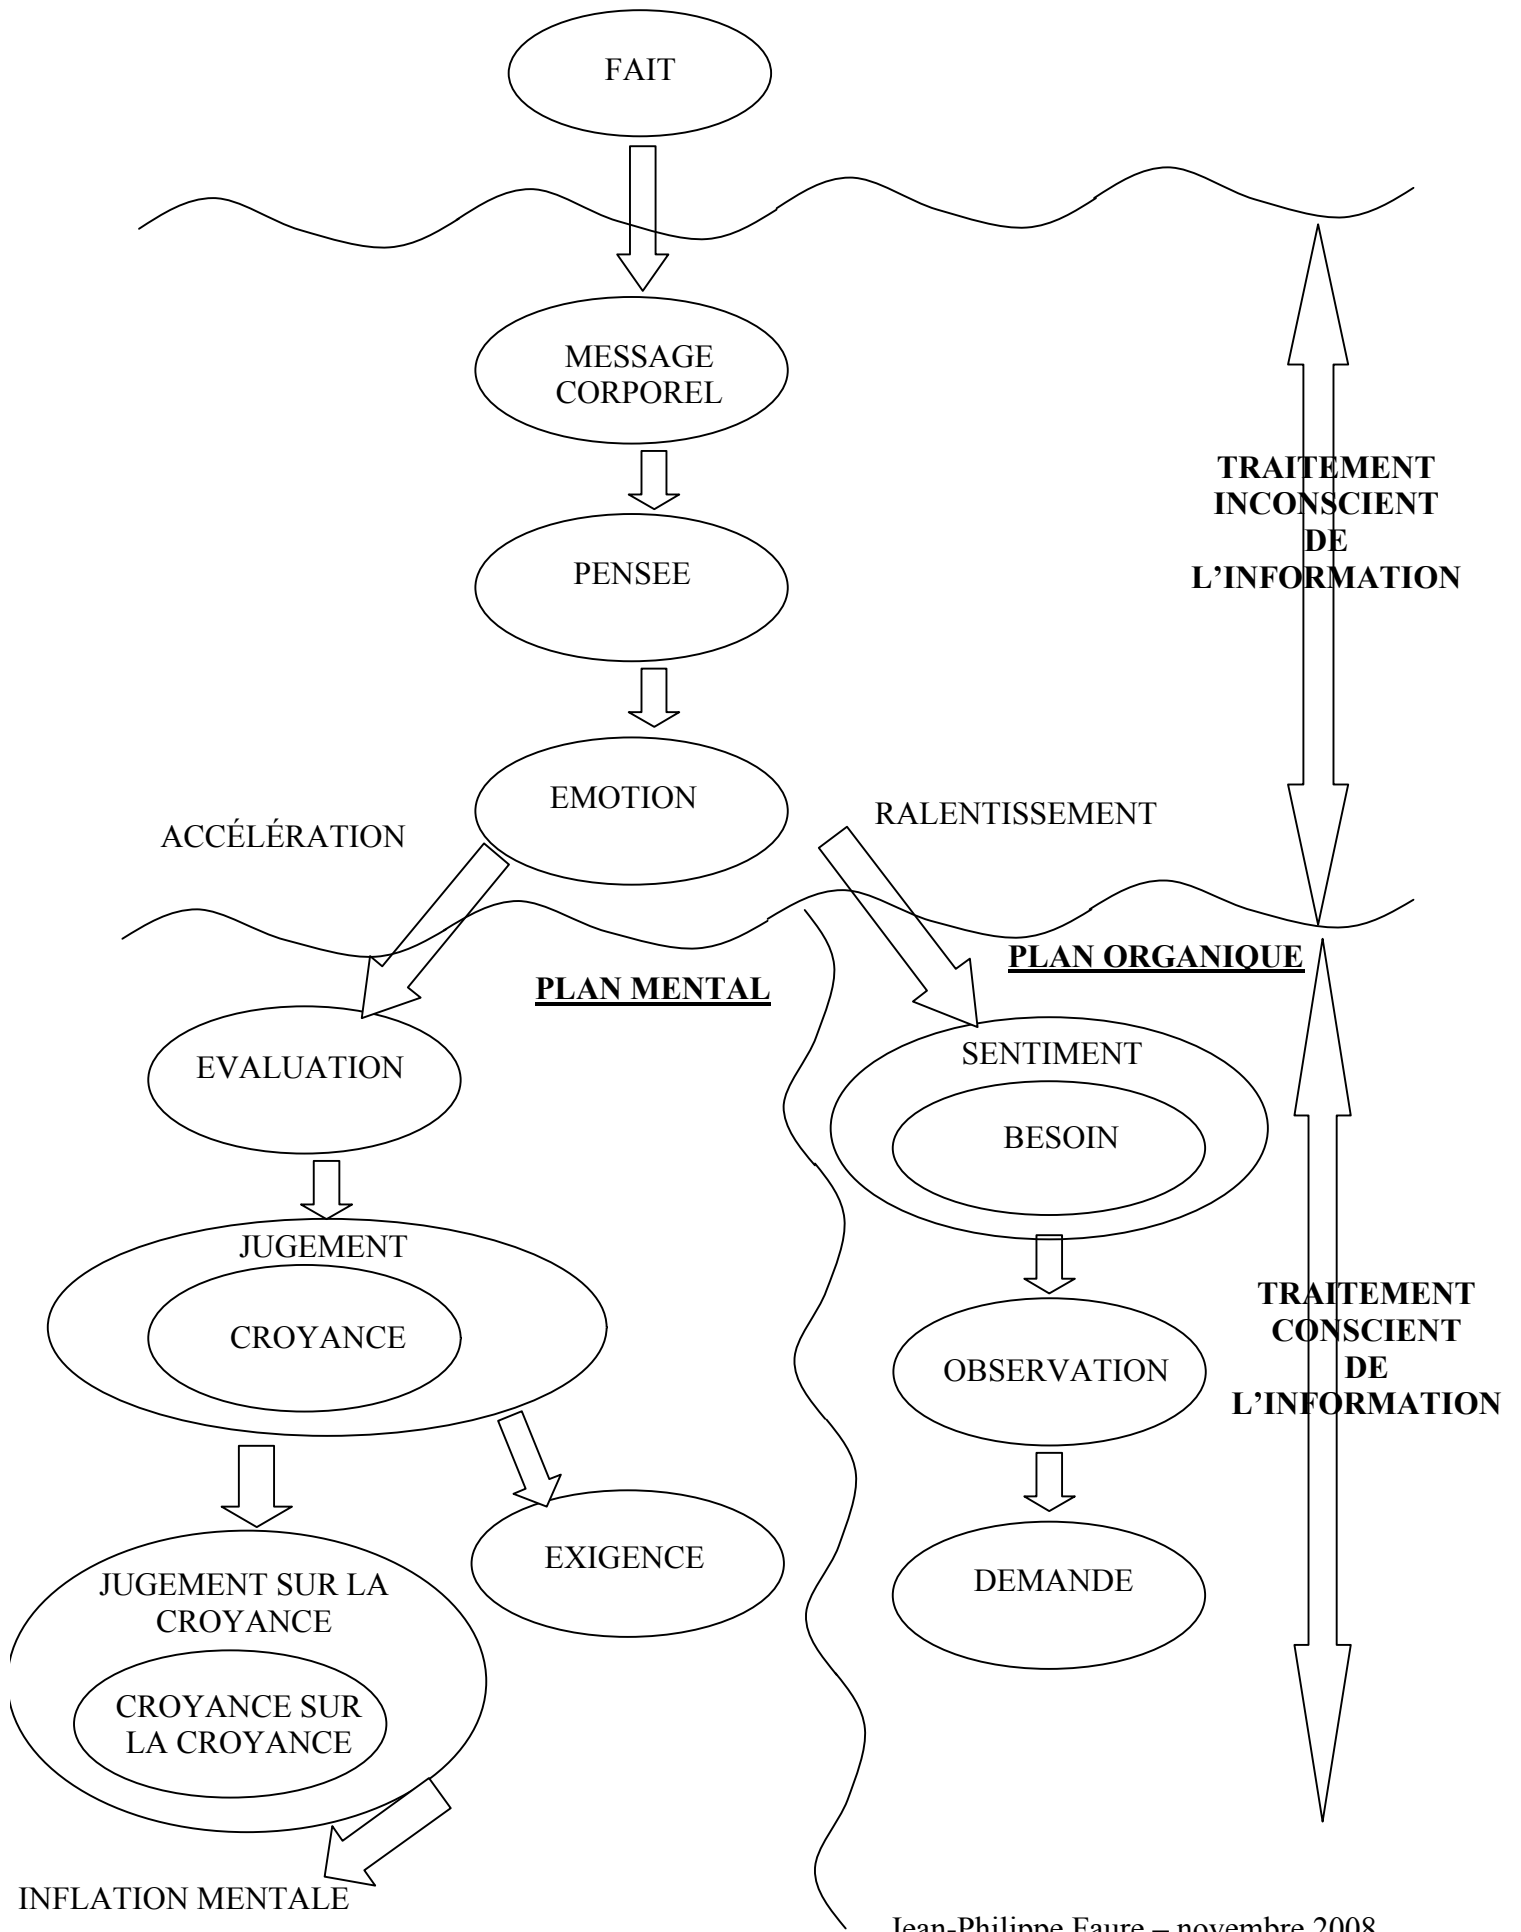 FAIT
MESSAGE
CORPOREL
TRAITEMENT
INCONSCIENT
DE
L’INFORMATION
PENSEE
EMOTION
ACCÉLÉRATION
RALENTISSEMENT
PLAN MENTAL
PLAN ORGANIQUE
EVALUATION
JUGEMENT
CROYANCE
EXIGENCE
JUGEMENT SUR LA
CROYANCE
CROYANCE SUR
LA CROYANCE
INFLATION MENTALE
SENTIMENT
BESOIN
OBSERVATION
DEMANDE
TRAITEMENT
CONSCIENT
DE
L’INFORMATION
Jean-Philippe Faure – novembre 2008